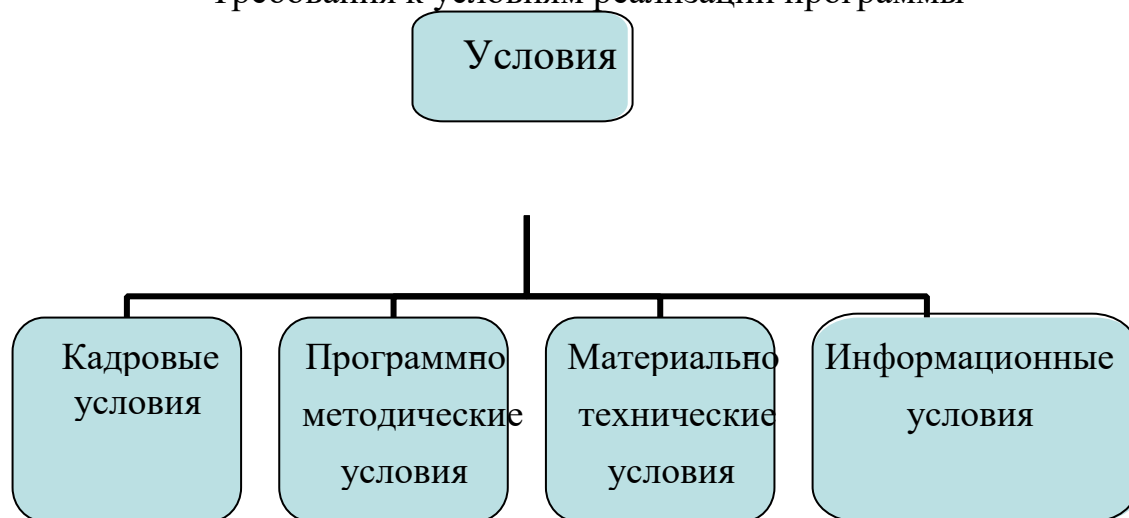 Требования к условиям реализации программы
Условия
Кадровые
условия
Программно-
методические
условия
Материально-
технические
условия
Информационные
условия